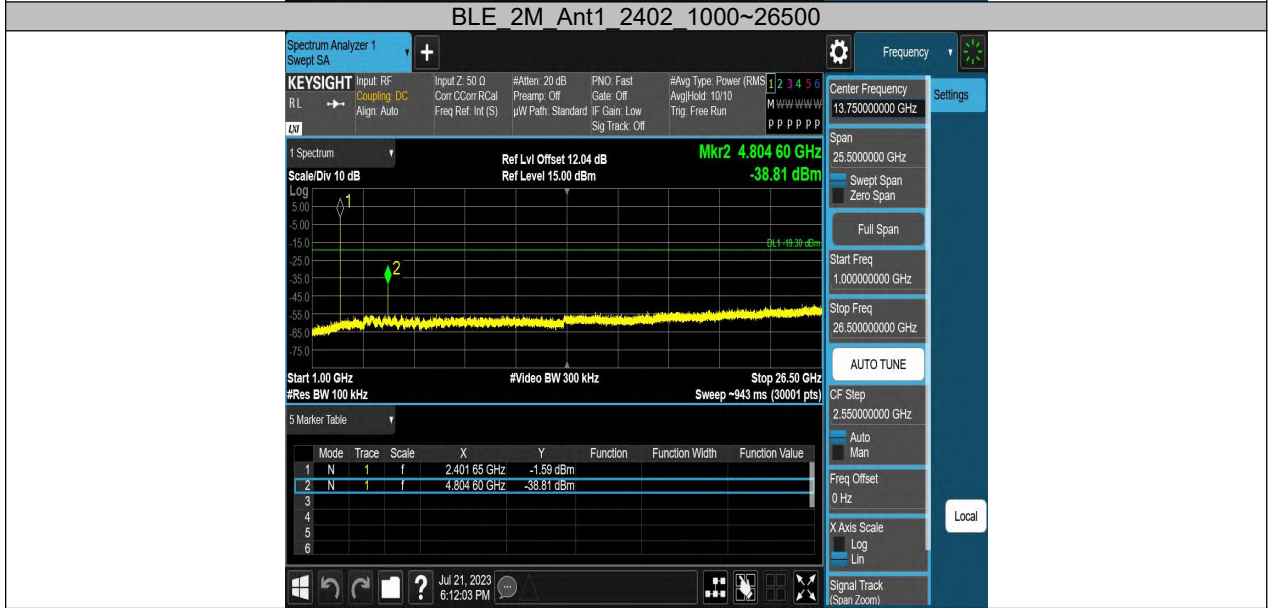 BLE_2M_Ant1_2402_1000~26500
Spectrum Analyzer 1
Swept SA
+
Frequency
KEYSIGHT
RL
LXI
Input: RF
Coupling: DC
Align: Auto
Input Z: 50 Ω
Corr CCorr RCal
Freq Ref: Int (S)
#Atten: 20 dB
Preamp: Off
µW Path: Standard
PNO: Fast
Gate: Off
IF Gain: Low
Sig Track: Off
#Avg Type: Power (RMS
Avg|Hold: 10/10
Trig: Free Run
1 2 3 4 5 6
M W W W W W
P P P P P P
Center Frequency
13.750000000 GHz
Settings
Span
25.5000000 GHz
Swept Span
Zero Span
Full Span
Start Freq
1.000000000 GHz
Stop Freq
26.500000000 GHz
AUTO TUNE
CF Step
2.550000000 GHz
Auto
Man
Freq Offset
0 Hz
X Axis Scale
Log
Lin
Signal Track
(Span Zoom)
Local
1 Spectrum
Scale/Div 10 dB
Ref Lvl Offset 12.04 dB
Ref Level 15.00 dBm
Mkr2 4.804 60 GHz
-38.81 dBm
Log
5.00
-5.00
-15.0
-25.0
-35.0
-45.0
-55.0
-65.0
-75.0
1
2
DL1 -19.30 dBm
Start 1.00 GHz
#Video BW 300 kHz
Stop 26.50 GHz
#Res BW 100 kHz
Sweep ~943 ms (30001 pts)
5 Marker Table
Mode Trace Scale X Y Function Function Width Function Value
1 N 1 f 2.401 65 GHz -1.59 dBm
2 N 1 f 4.804 60 GHz -38.81 dBm
3
4
5
6
?
Jul 21, 2023
6:12:03 PM